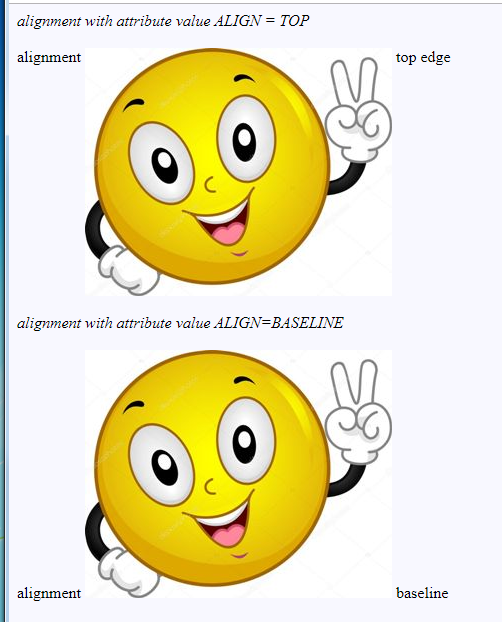 alignment with attribute value ALIGN = TOP
alignment top edge
alignment with attribute value ALIGN=BASELINE
alignment baseline